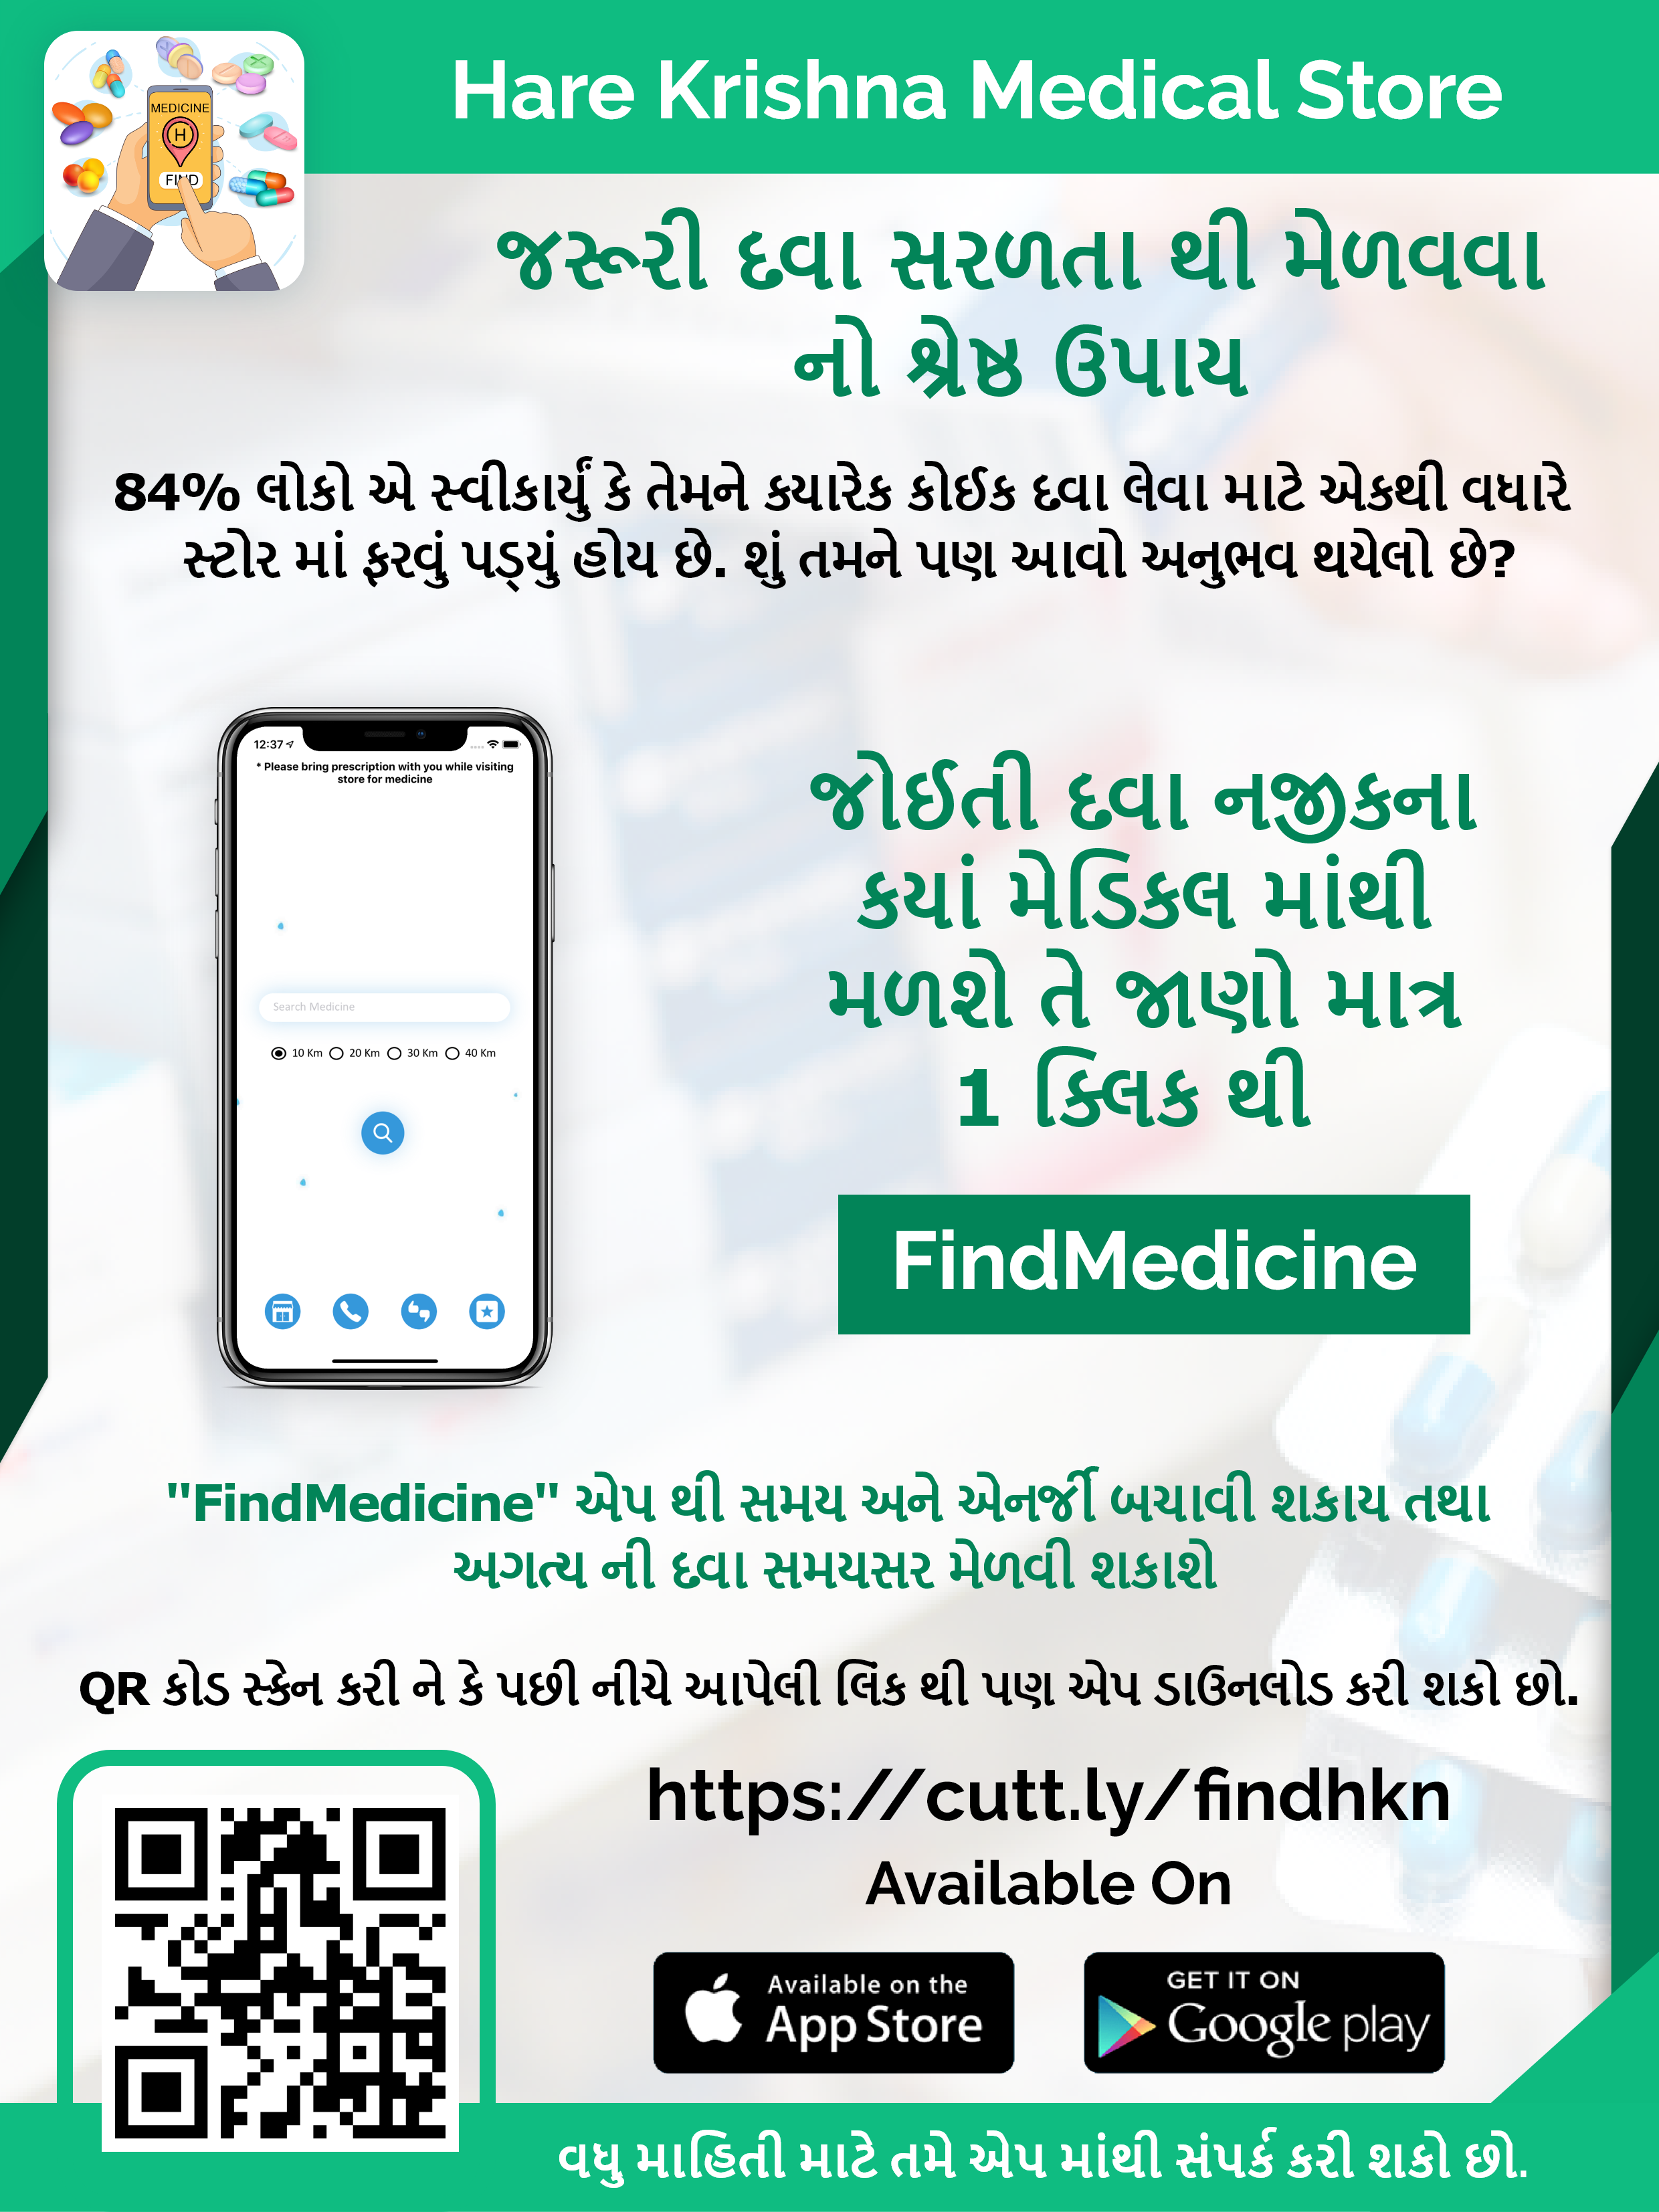 MEDICINE
H
FIND
Hare Krishna Medical Store
જરૂરી દવા સરળતા થી મેળવવા
નો શ્રેષ્ઠ ઉપાય
84% લોકો એ સ્વીકાર્યું કે તેમને ક્યારેક કોઈક દવા લેવા માટે એકથી વધારે
સ્ટોર માં ફરવું પડ્યું હોય છે. શું તમને પણ આવો અનુભવ થયેલો છે?
12:37
* Please bring prescription with you while visiting
store for medicine
Search Medicine
10 Km 20 Km 30 Km 40 Km
જોઈતી દવા નજીકના
કયાં મેડિકલ માંથી
મળશે તે જાણો માત્ર
1 ક્લિક થી
FindMedicine
"FindMedicine" એપ થી સમય અને એનર્જી બચાવી શકાય તથા
અગત્ય ની દવા સમયસર મેળવી શકાશે
QR કોડ સ્કેન કરી ને કે પછી નીચે આપેલી લિંક થી પણ એપ ડાઉનલોડ કરી શકો છો.
https://cutt.ly/findhkn
Available On
Available on the
App Store
GET IT ON
Google play
વધુ માહિતી માટે તમે એપ માંથી સંપર્ક કરી શકો છો.